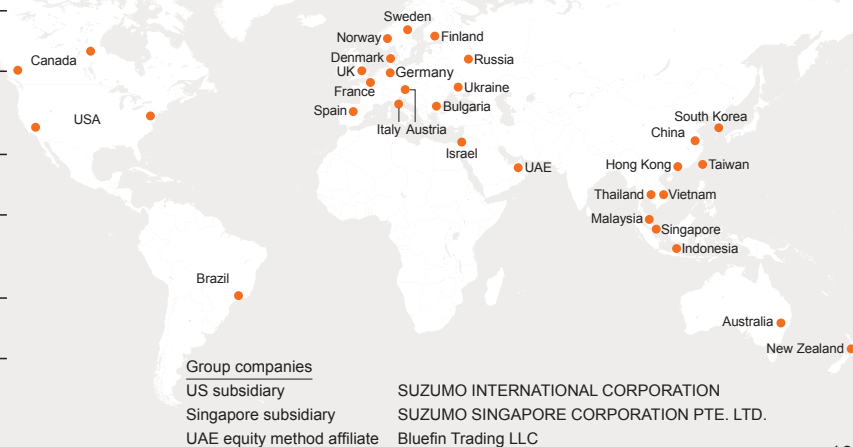 Sweden
Norway
Finland
Canada
Denmark
Russia
UK
Germany
France
Ukraine
Spain
Bulgaria
USA
Italy Austria
South Korea
China
Israel
UAE
Hong Kong
Taiwan
Thailand
Vietnam
Malaysia
Singapore
Indonesia
Brazil
Australia
New Zealand
Group companies
US subsidiary SUZUMO INTERNATIONAL CORPORATION
Singapore subsidiary SUZUMO SINGAPORE CORPORATION PTE. LTD.
UAE equity method affiliate Bluefin Trading LLC